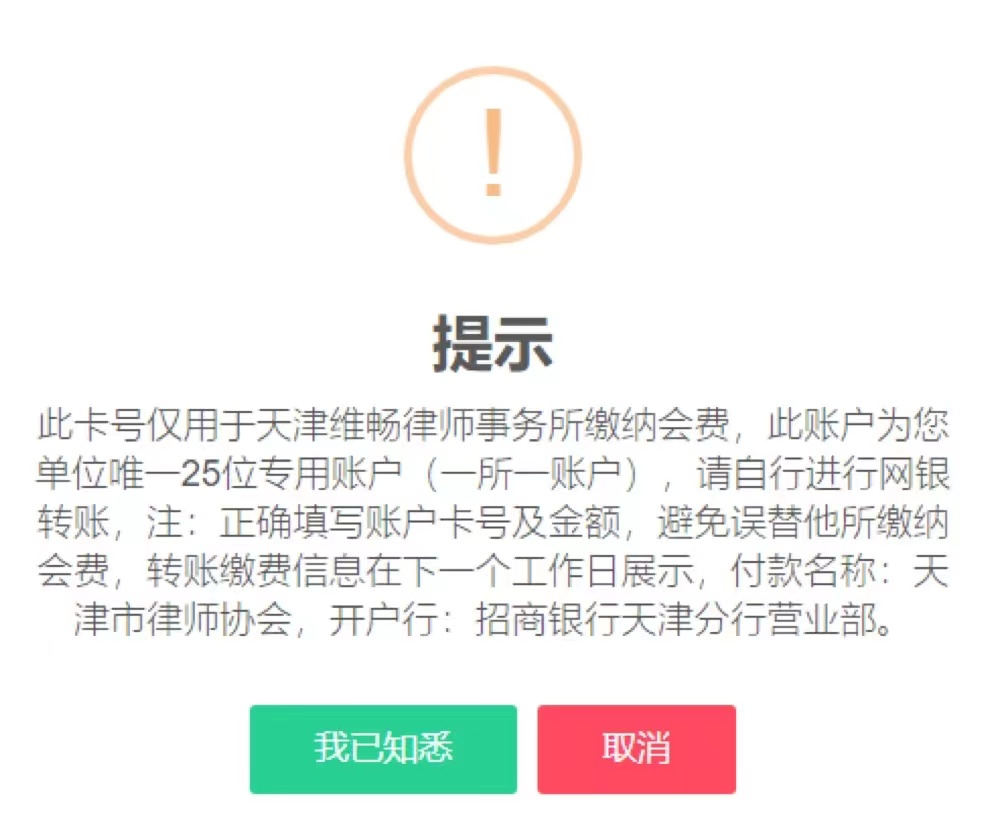 !
提示
此卡号仅用于天津维畅律师事务所缴纳会费，此账户为您
单位唯一25位专用账户（一所一账户），请自行进行网银
转账，注：正确填写账户卡号及金额，避免误替他所缴纳
会费，转账缴费信息在下一个工作日展示，付款名称：天
津市律师协会，开户行：招商银行天津分行营业部。
我已知悉
取消